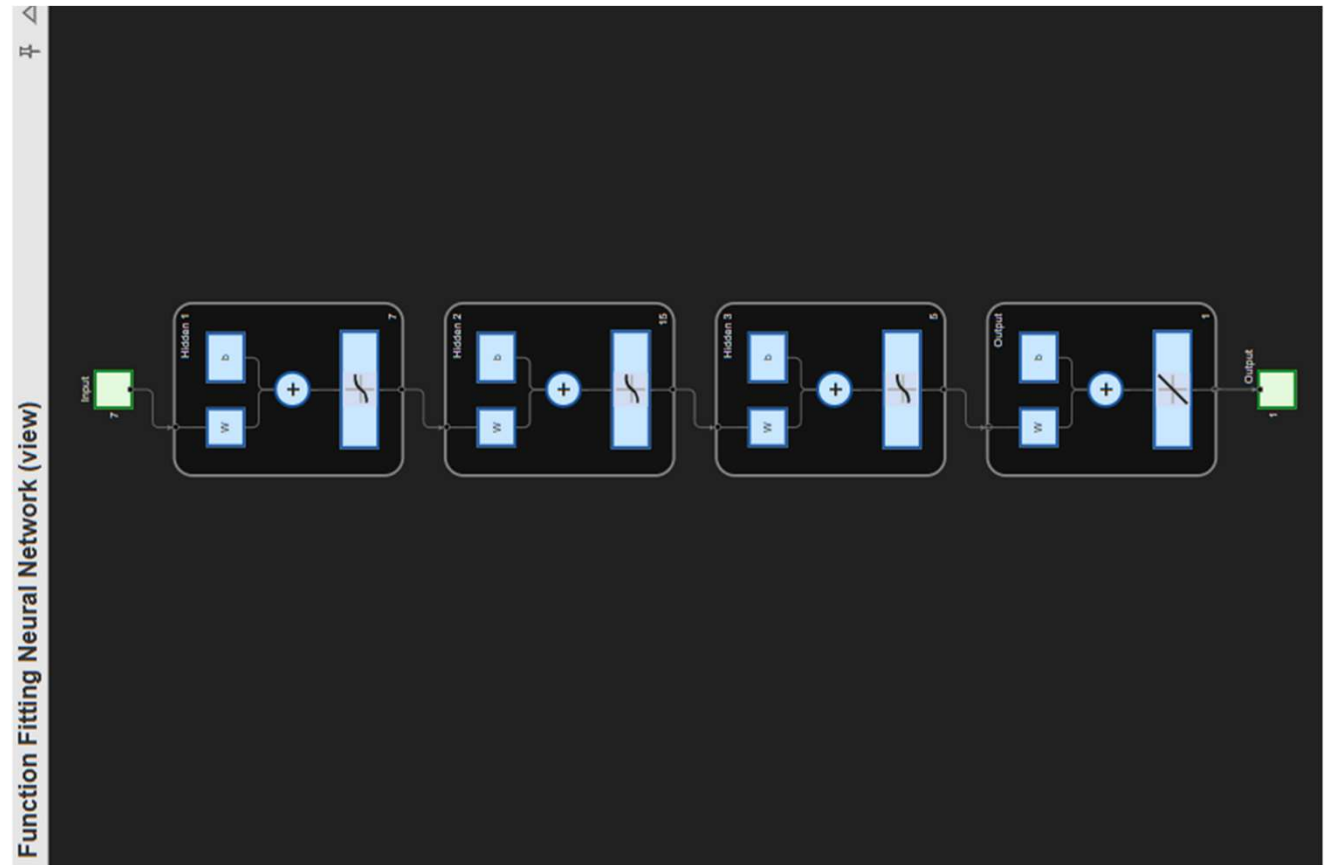 Function Fitting Neural Network (view)
Input
7
Hidden 1
W
b
+
7
Hidden 2
W
b
+
15
Hidden 3
W
b
+
5
Output
W
b
+
1
Output
1